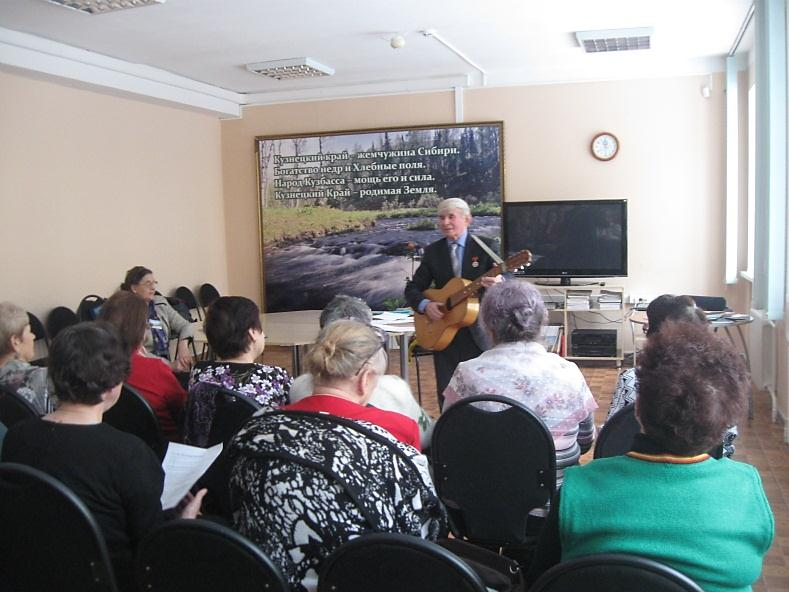 Кузнецкий край – жемчужина Сибири.
Богатство недр и Хлебные поля.
Народ Кузбасса – мощь его и сила.
Кузнецкий Край – родимая Земля.